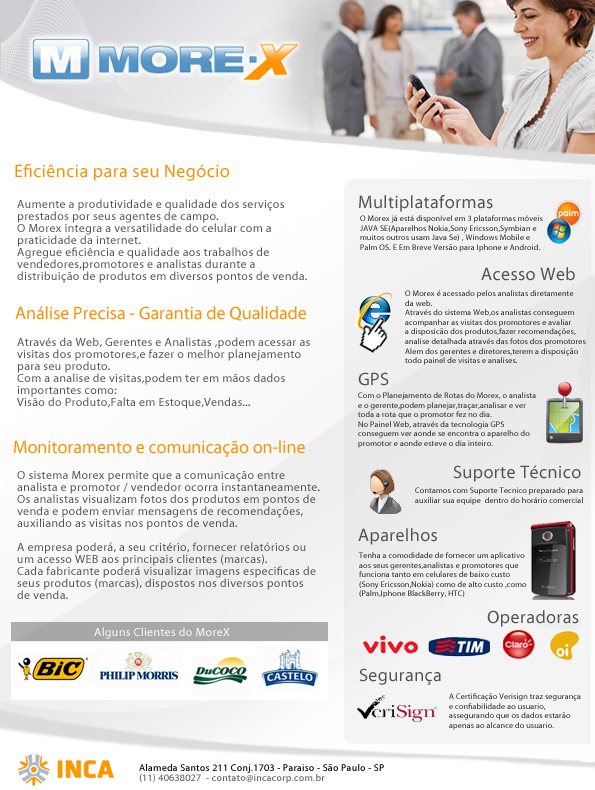 M MORE-X
Eficiência para seu Negócio
Aumente a produtividade e qualidade dos serviços
prestados por seus agentes de campo.
O Morex integra a versatilidade do celular com a
praticidade da internet.
Agregue eficiência e qualidade aos trabalhos de
vendedores,promotores e analistas durante a
distribuição de produtos em diversos pontos de venda.
Análise Precisa - Garantia de Qualidade
Através da Web, Gerentes e Analistas ,podem acessar as
visitas dos promotores,e fazer o melhor planejamento
para seu produto.
Com a analise de visitas,podem ter em mãos dados
importantes como:
Visão do Produto,Falta em Estoque,Vendas...
Monitoramento e comunicação on-line
O sistema Morex permite que a comunicação entre
analista e promotor / vendedor ocorra instantaneamente.
Os analistas visualizam fotos dos produtos em pontos de
venda e podem enviar mensagens de recomendações,
auxiliando as visitas nos pontos de venda.
A empresa poderá, a seu critério, fornecer relatórios ou
um acesso WEB aos principais clientes (marcas).
Cada fabricante poderá visualizar imagens especificas de
seus produtos (marcas), dispostos nos diversos pontos
de venda.
Alguns Clientes do MoreX
BIC
PHILIP MORRIS
DUCOCO
CASTELO
Multiplataformas
O Morex já está disponível em 3 plataformas móveis
JAVA SE(Aparelhos Nokia,Sony Ericsson,Symbian e
muitos outros usam Java Se) , Windows Mobile e
Palm OS. E Em Breve Versão para Iphone e Android.
palm
Acesso Web
O Morex é acessado pelos analistas diretamente
da web.
Através do sistema Web,os analistas conseguem
acompanhar as visitas dos promotores e avaliar
a disposicão dos produtos,fazer recomendações,
analise detalhada através das fotos dos promotores
Alem dos gerentes e diretores,terem a disposição
todo painel de visitas e analises.
GPS
Com o Planejamento de Rotas do Morex, o analista
e o gerente,podem planejar,traçar,analisar e ver
toda a rota que o promotor fez no dia.
No Painel Web, através da tecnologia GPS
conseguem ver aonde se encontra o aparelho do
promotor e aonde esteve o dia inteiro.
Suporte Técnico
Contamos com Suporte Tecnico preparado para
auxiliar sua equipe dentro do horário comercial
Aparelhos
Tenha a comodidade de fornecer um aplicativo
aos seus gerentes,analistas e promotores que
funciona tanto em celulares de baixo custo
(Sony Ericsson,Nokia) como de alto custo ,como
(Palm,Iphone BlackBerry, HTC)
Operadoras
vivo TIM Claro oi
Segurança
VeriSign
A Certificação Verisign traz segurança
e confiabilidade ao usuario,
assegurando que os dados estarão
apenas ao alcance do usuario.
INCA
Alameda Santos 211 Conj.1703 - Paraiso - São Paulo - SP
(11) 40638027 - contato@incacorp.com.br